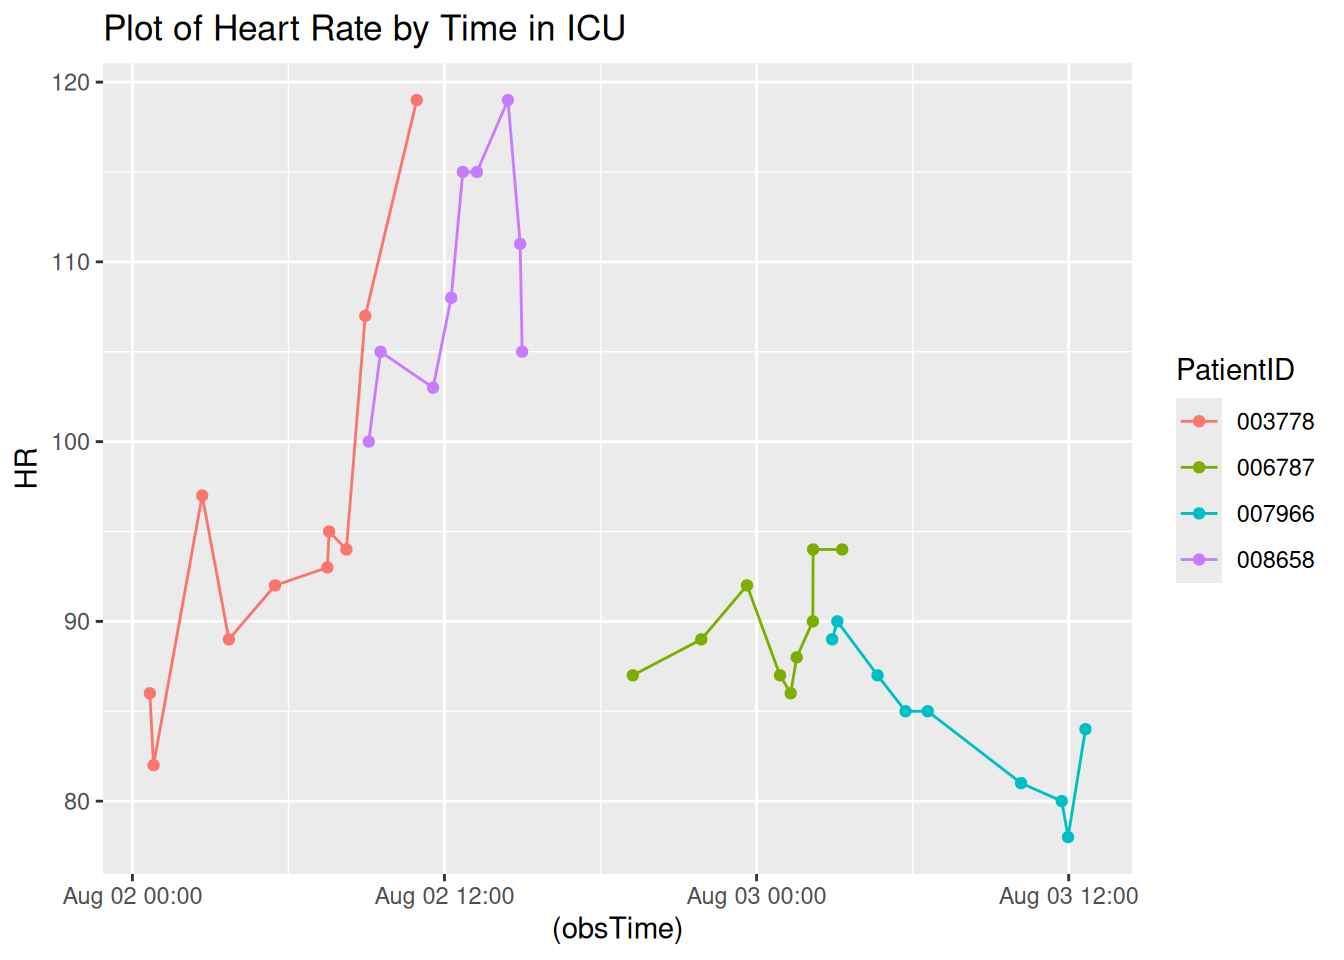 Plot of Heart Rate by Time in ICU
120
110
100
90
80
HR
Aug 02 00:00
Aug 02 12:00
Aug 03 00:00
Aug 03 12:00
(obsTime)
PatientID
003778
006787
007966
008658